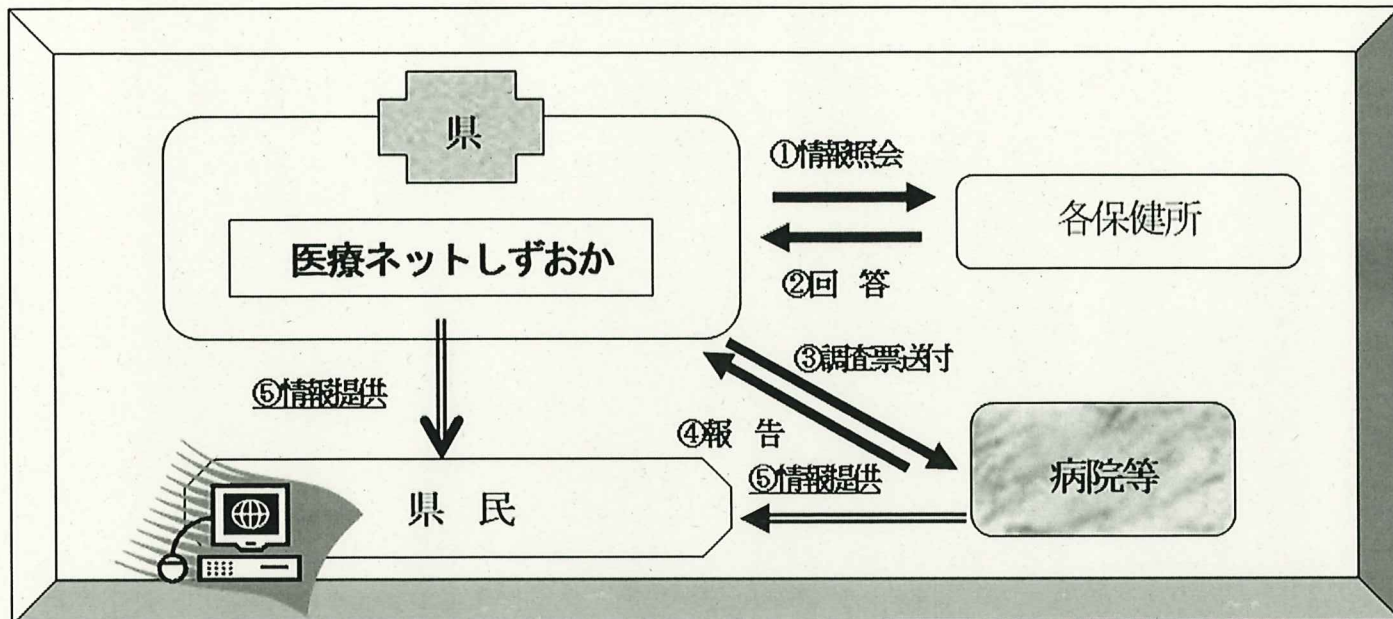 県
①情報照会
各保健所
医療ネットしずおか
②回　答
③調査票送付
⑤情報提供
④報　告
⑤情報提供
病院等
県　民